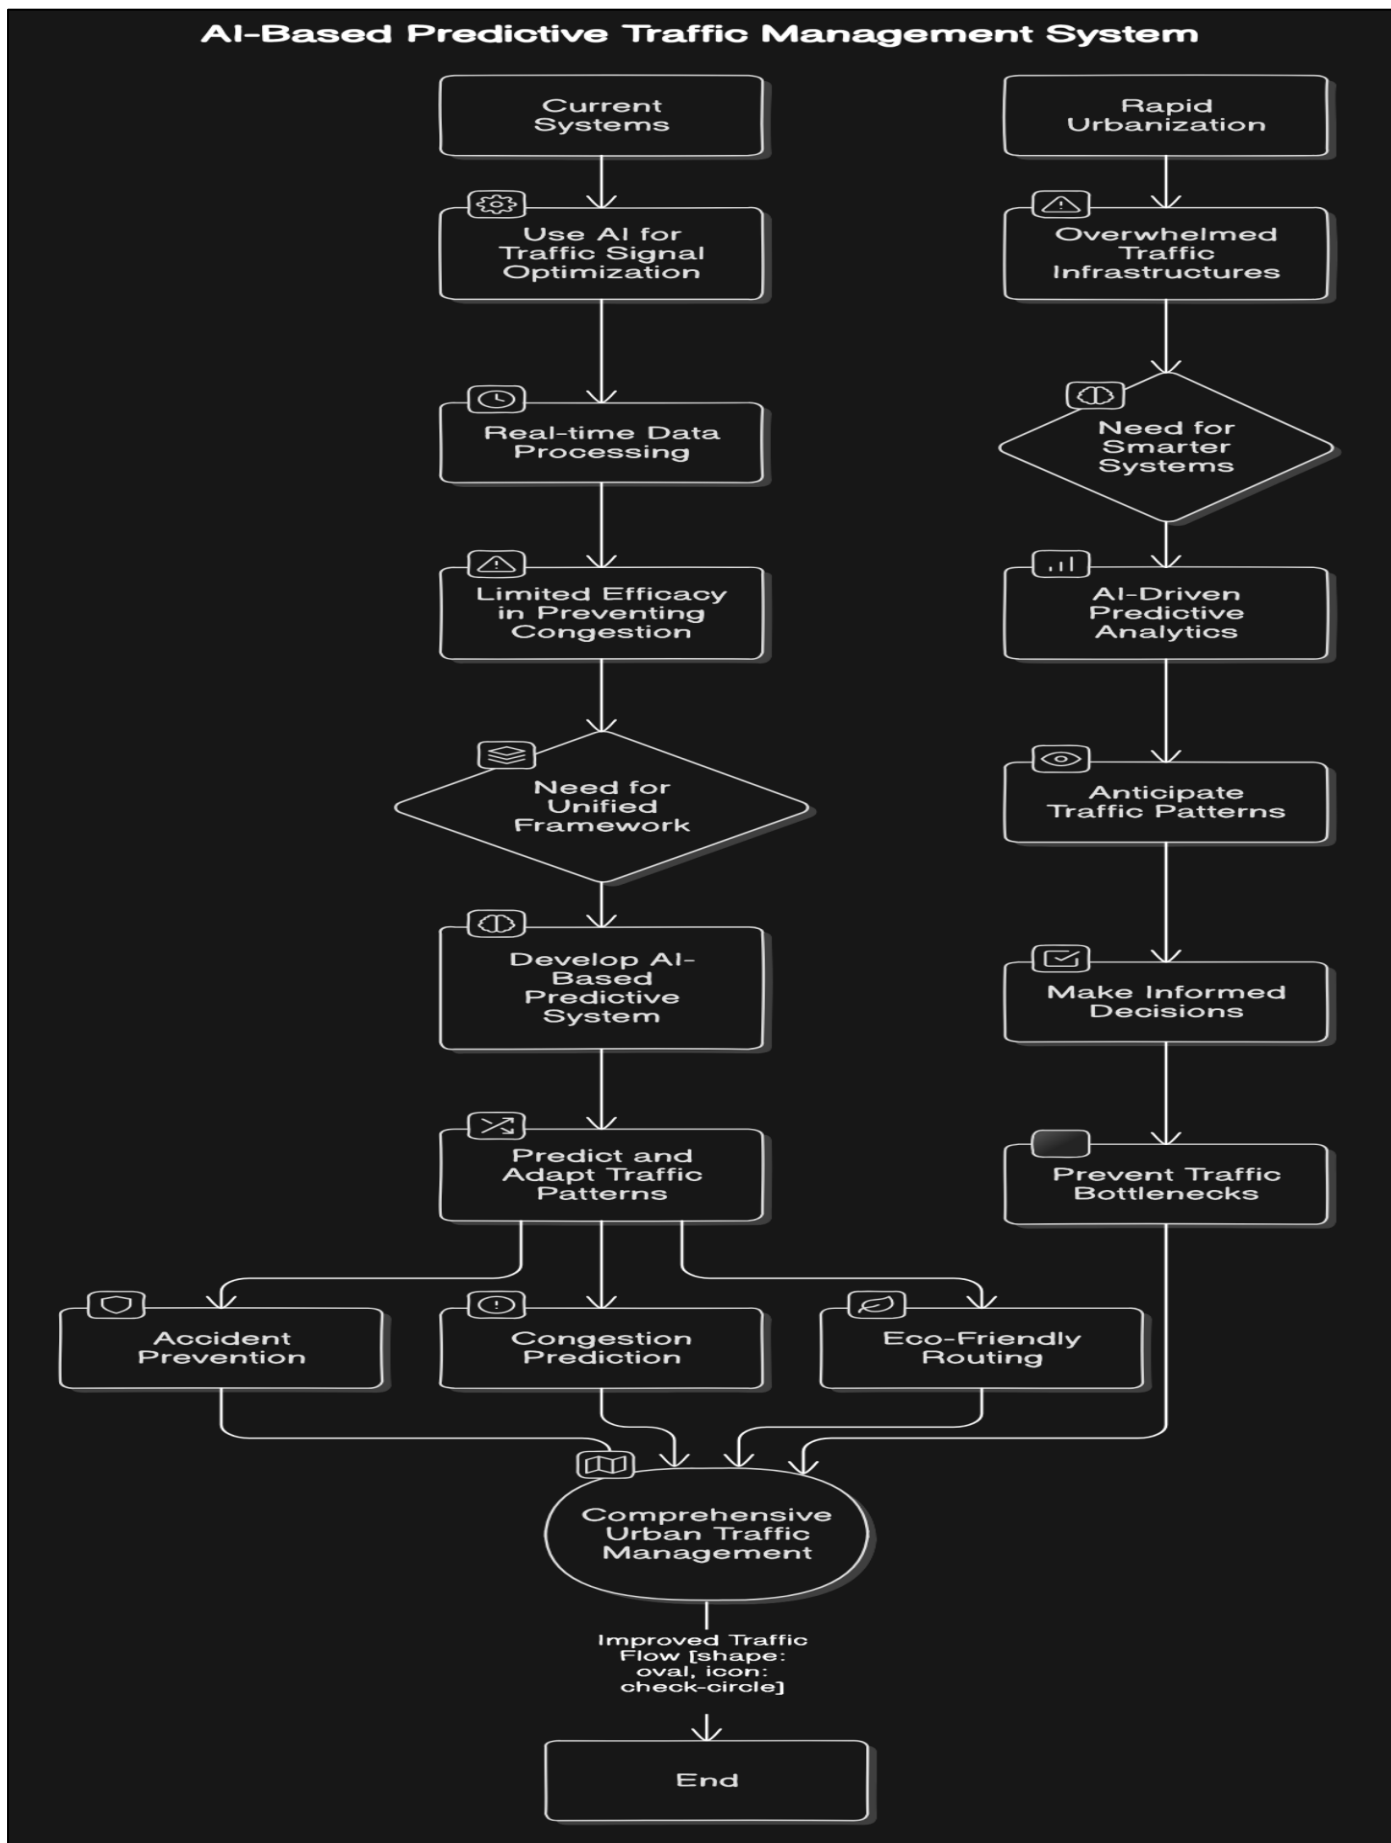 AI-Based Predictive Traffic Management System
Current
Systems
Rapid
Urbanization
Use AI for
Traffic Signal
Optimization
Overwhelmed
Traffic
Infrastructures
Real-time Data
Processing
Need for
Smarter
Systems
Limited Efficacy
in Preventing
Congestion
AI-Driven
Predictive
Analytics
Need for
Unified
Framework
Anticipate
Traffic Patterns
Develop AI-
Based
Predictive
System
Make Informed
Decisions
Predict and
Adapt Traffic
Patterns
Prevent Traffic
Bottlenecks
Accident
Prevention
Congestion
Prediction
Eco-Friendly
Routing
Comprehensive
Urban Traffic
Management
Improved Traffic
Flow [shape:
oval, icon:
check-circle]
End